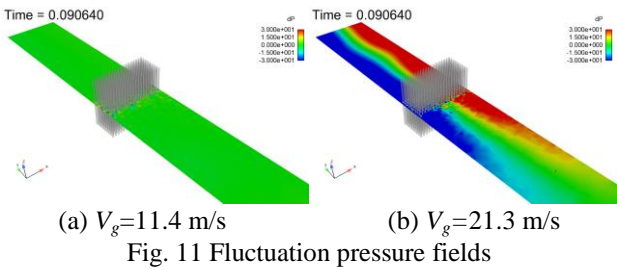 Time = 0.090640
dP
3.000e+001
1.500e+001
0.000e+000
-1.500e+001
-3.000e+001
Time = 0.090640
dP
3.000e+001
1.500e+001
0.000e+000
-1.500e+001
-3.000e+001
(a) Vg=11.4 m/s
(b) Vg=21.3 m/s
Fig. 11 Fluctuation pressure fields